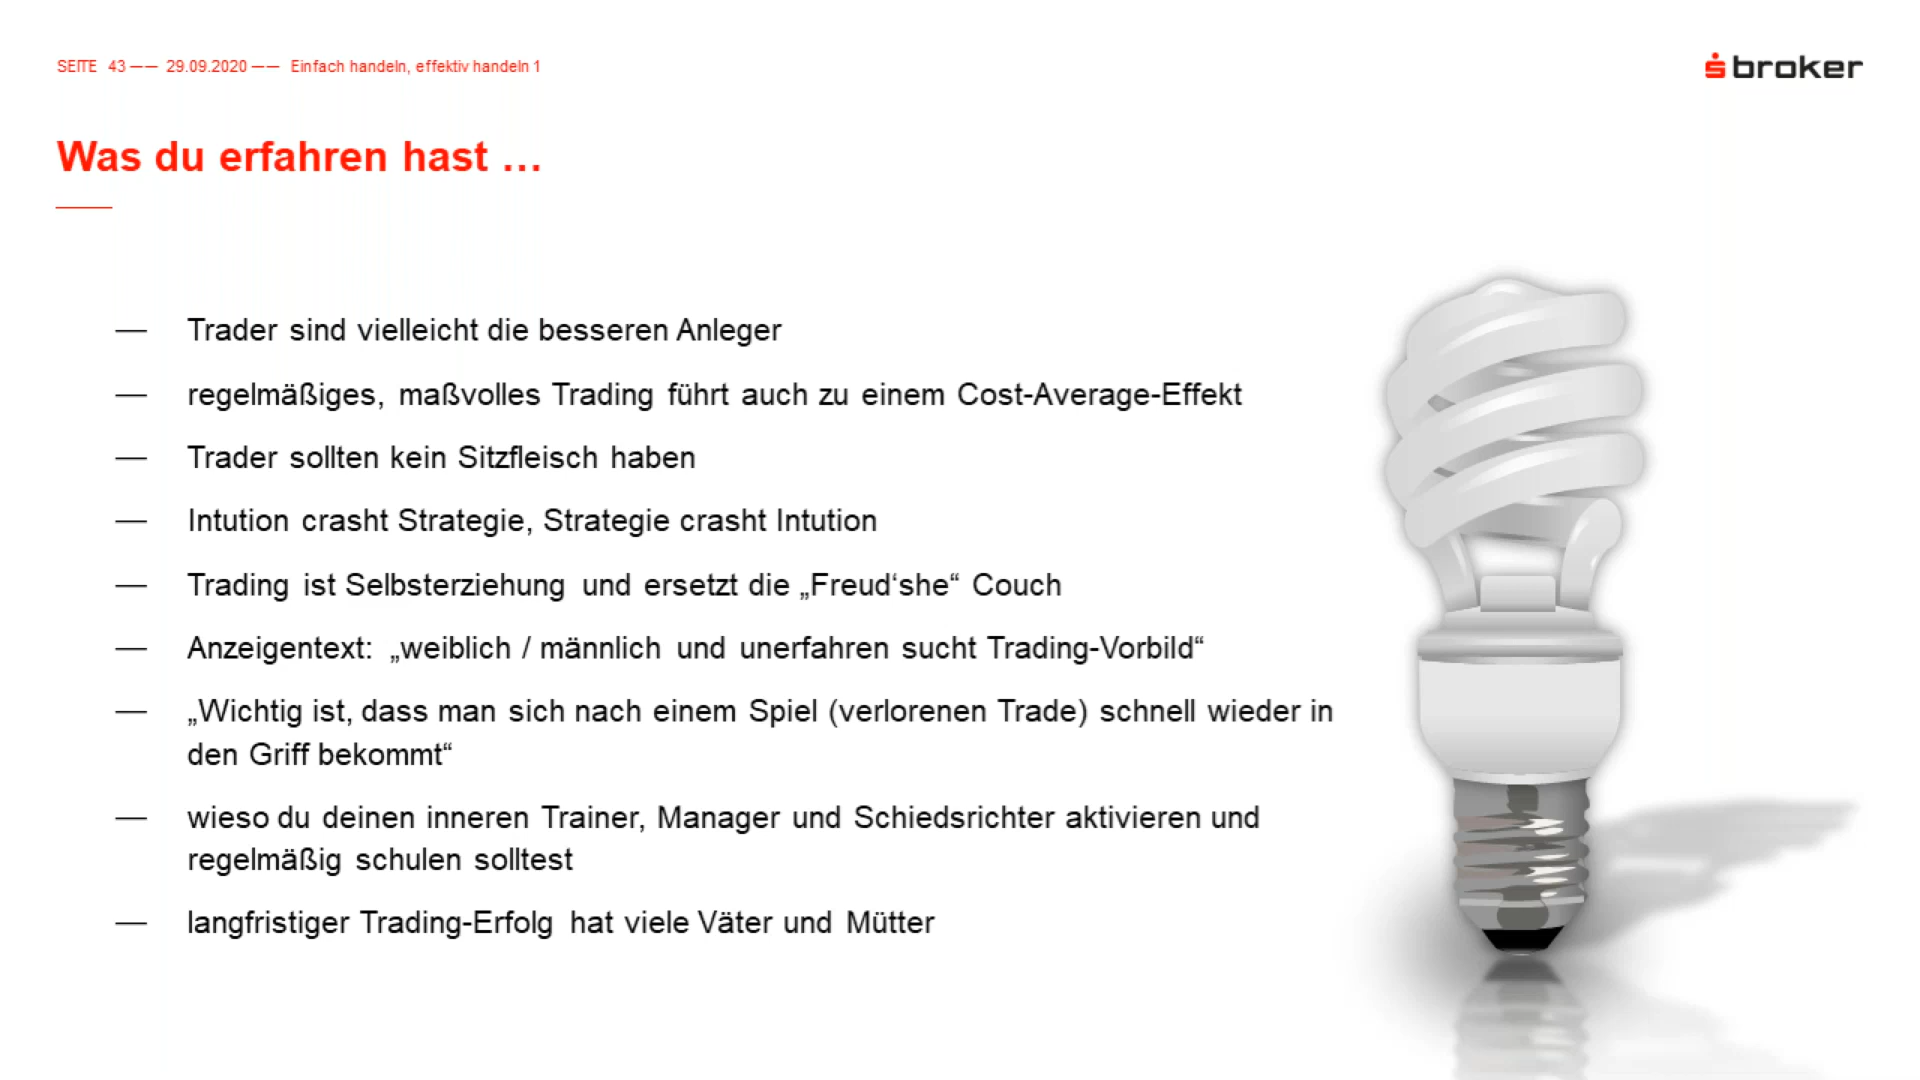 SEITE 43 —— 29.09.2020 —— Einfach handeln, effektiv handeln 1
broker
Was du erfahren hast …
— Trader sind vielleicht die besseren Anleger
— regelmäßiges, maßvolles Trading führt auch zu einem Cost-Average-Effekt
— Trader sollten kein Sitzfleisch haben
— Intution crasht Strategie, Strategie crasht Intution
— Trading ist Selbsterziehung und ersetzt die „Freud‘she“ Couch
— Anzeigentext: „weiblich / männlich und unerfahren sucht Trading-Vorbild“
— „Wichtig ist, dass man sich nach einem Spiel (verlorenen Trade) schnell wieder in
den Griff bekommt“
— wieso du deinen inneren Trainer, Manager und Schiedsrichter aktivieren und
regelmäßig schulen solltest
— langfristiger Trading-Erfolg hat viele Väter und Mütter